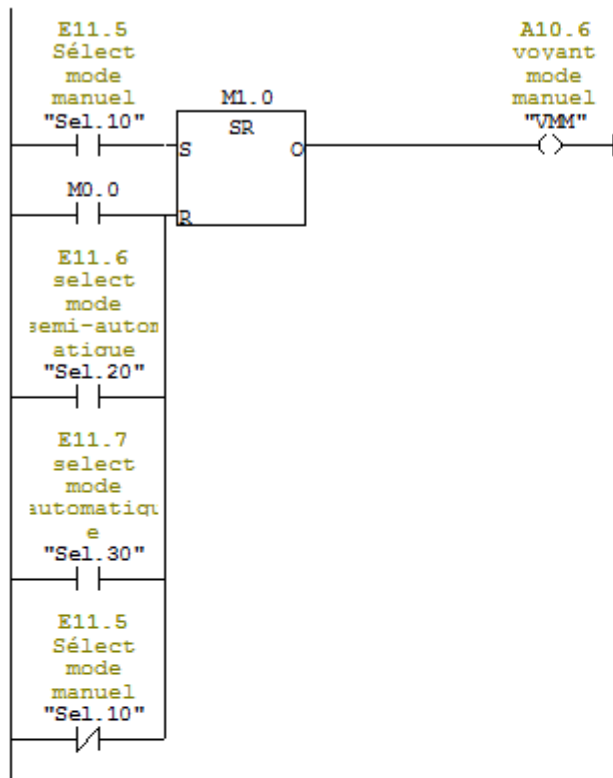 E11.5
Sélect
mode
manuel
"Sel.10"
M1.0
SR
S
Q
R
A10.6
voyant
mode
manuel
"VMM"
M0.0
E11.6
select
mode
semi-autom
atique
"Sel.20"
E11.7
select
mode
automatiqu
e
"Sel.30"
E11.5
Sélect
mode
manuel
"Sel.10"